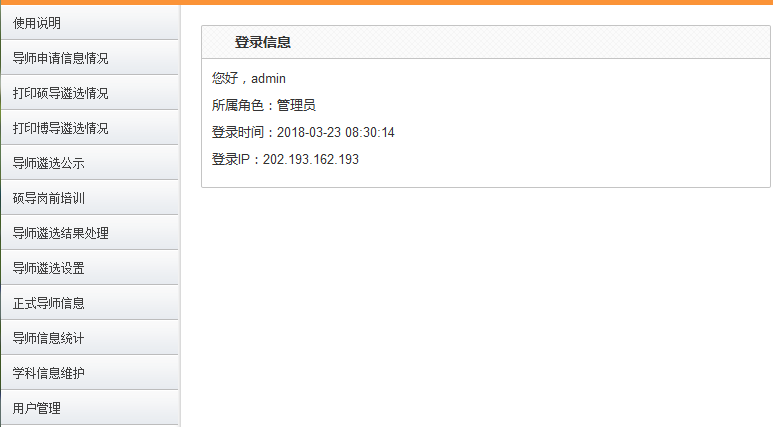 使用说明
导师申请信息情况
打印硕导遴选情况
打印博导遴选情况
导师遴选公示
硕导岗前培训
导师遴选结果处理
导师遴选设置
正式导师信息
导师信息统计
学科信息维护
用户管理
登录信息
您好，admin
所属角色：管理员
登录时间：2018-03-23 08:30:14
登录IP：202.193.162.193